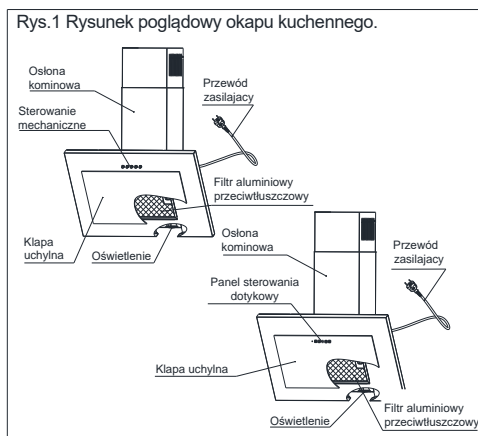 Rys.1 Rysunek poglądowy okapu kuchennego.
Osłona
kominowa
Przewód
zasilajacy
Sterowanie
mechaniczne
Filtr aluminiowy
przeciwtłuszczowy
Klapa
uchylna
Oświetlenie
Osłona
kominowa
Przewód
zasilajacy
Panel sterowania
dotykowy
Klapa uchylna
Oświetlenie
Filtr aluminiowy
przeciwtłuszczowy